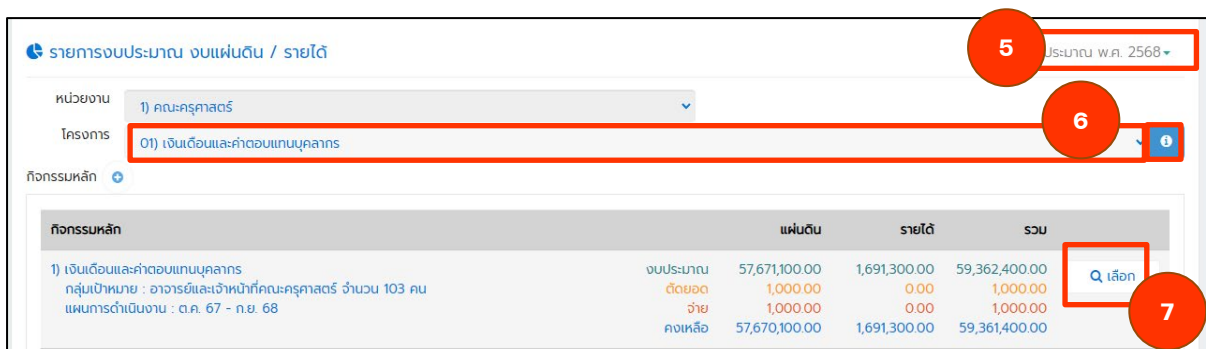 รายการงบประมาณ งบแผ่นดิน / รายได้
5
ประมาณ พ.ศ. 2568
หน่วยงาน
1) คณะครุศาสตร์
6
โครงการ
01) เงินเดือนและค่าตอบแทนบุคลากร
กิจกรรมหลัก
กิจกรรมหลัก แผ่นดิน รายได้ รวม
1) เงินเดือนและค่าตอบแทนบุคลากร งบประมาณ 57,671,100.00 1,691,300.00 59,362,400.00 เลือก
กลุ่มเป้าหมาย : อาจารย์และเจ้าหน้าที่คณะครุศาสตร์ จำนวน 103 คน ตัดยอด 1,000.00 0.00 1,000.00
แผนการดำเนินงาน : ต.ค. 67 - ก.ย. 68 จ่าย 1,000.00 0.00 1,000.00
7
คงเหลือ 57,670,100.00 1,691,300.00 59,361,400.00